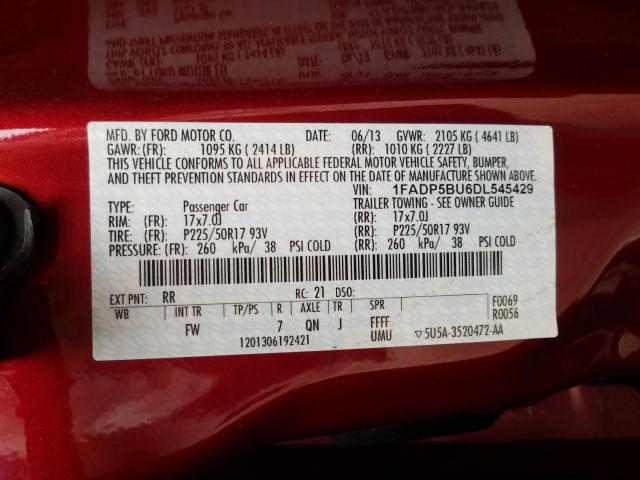 MFD. BY FORD MOTOR CO. DATE: 06/13 GVWR: 2105 KG ( 4641 LB)
GAWR: (FR): 1095 KG ( 2414 LB) (RR): 1010 KG ( 2227 LB)
THIS VEHICLE CONFORMS TO ALL APPLICABLE FEDERAL MOTOR VEHICLE SAFETY, BUMPER,
AND THEFT PREVENTION STANDARDS IN EFFECT ON THE DATE OF MANUFACTURE SHOWN ABOVE.
VIN: 1FADP5BU6DL545429
TYPE: Passenger Car TRAILER TOWING - SEE OWNER GUIDE
RIM: (FR): 17x7.0J (RR): 17x7.0J
TIRE: (FR): P225/50R17 93V (RR): P225/50R17 93V
PRESSURE: (FR): 260 kPa/ 38 PSI COLD (RR): 260 kPa/ 38 PSI COLD
EXT PNT: RR RC: 21 DSO: F0069
WB INT TR TP/PS R AXLE TR SPR R0056
FW 7 QN J FFFF
1201306192421 UMU ▽5U5A-3520472-AA